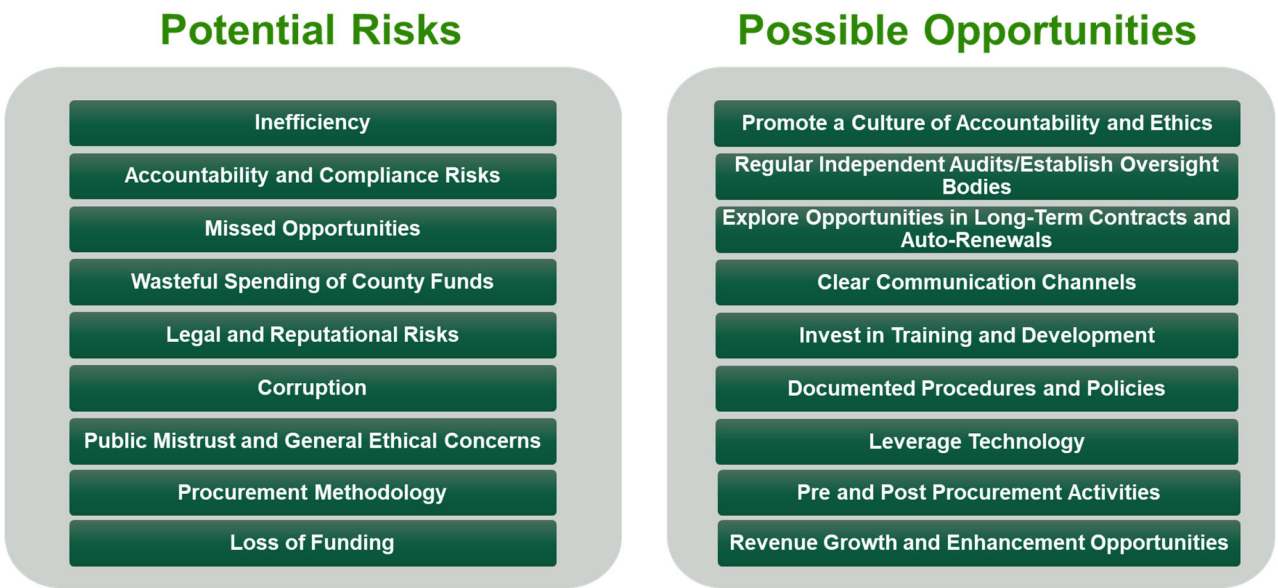 Potential Risks
Inefficiency
Accountability and Compliance Risks
Missed Opportunities
Wasteful Spending of County Funds
Legal and Reputational Risks
Corruption
Public Mistrust and General Ethical Concerns
Procurement Methodology
Loss of Funding
Possible Opportunities
Promote a Culture of Accountability and Ethics
Regular Independent Audits/Establish Oversight
Bodies
Explore Opportunities in Long-Term Contracts and
Auto-Renewals
Clear Communication Channels
Invest in Training and Development
Documented Procedures and Policies
Leverage Technology
Pre and Post Procurement Activities
Revenue Growth and Enhancement Opportunities